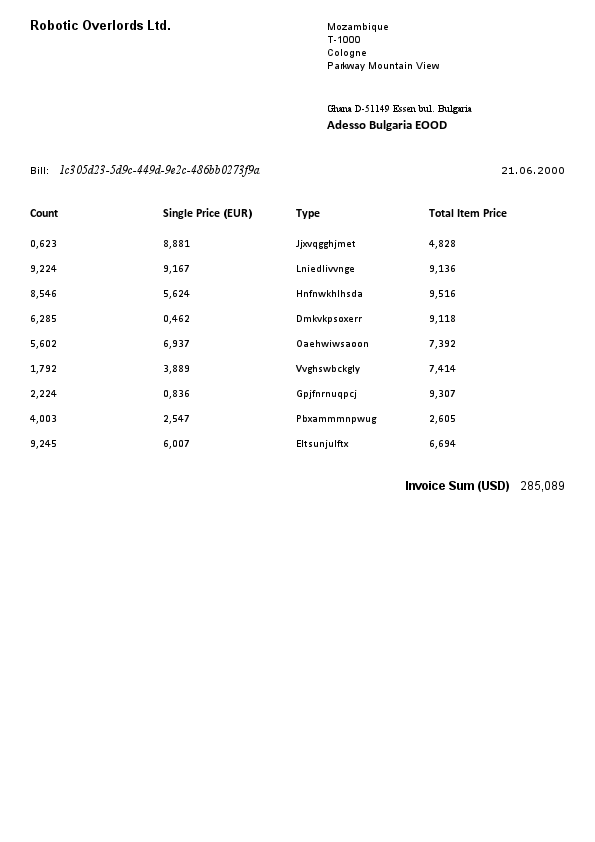 Robotic Overlords Ltd.
Mozambique
T-1000
Cologne
Parkway Mountain View
Ghana D-51149 Essen bul. Bulgaria
Adesso Bulgaria EOOD
Bill: 1c305d23-5d9c-449d-9e2c-486bb0273f9a 21.06.2000
Count Single Price (EUR) Type Total Item Price
0,623 8,881 Jjxvqgghjmet 4,828
9,224 9,167 Lniedlivvnge 9,136
8,546 5,624 Hnfnwkhlhsda 9,516
6,285 0,462 Dmkvkpsoxerr 9,118
5,602 6,937 Oaehwiwsaoon 7,392
1,792 3,889 Vvghswbckgly 7,414
2,224 0,836 Gpjfnrnuqpcj 9,307
4,003 2,547 Pbxammmnpwug 2,605
9,245 6,007 Eltsunjulftx 6,694
Invoice Sum (USD) 285,089